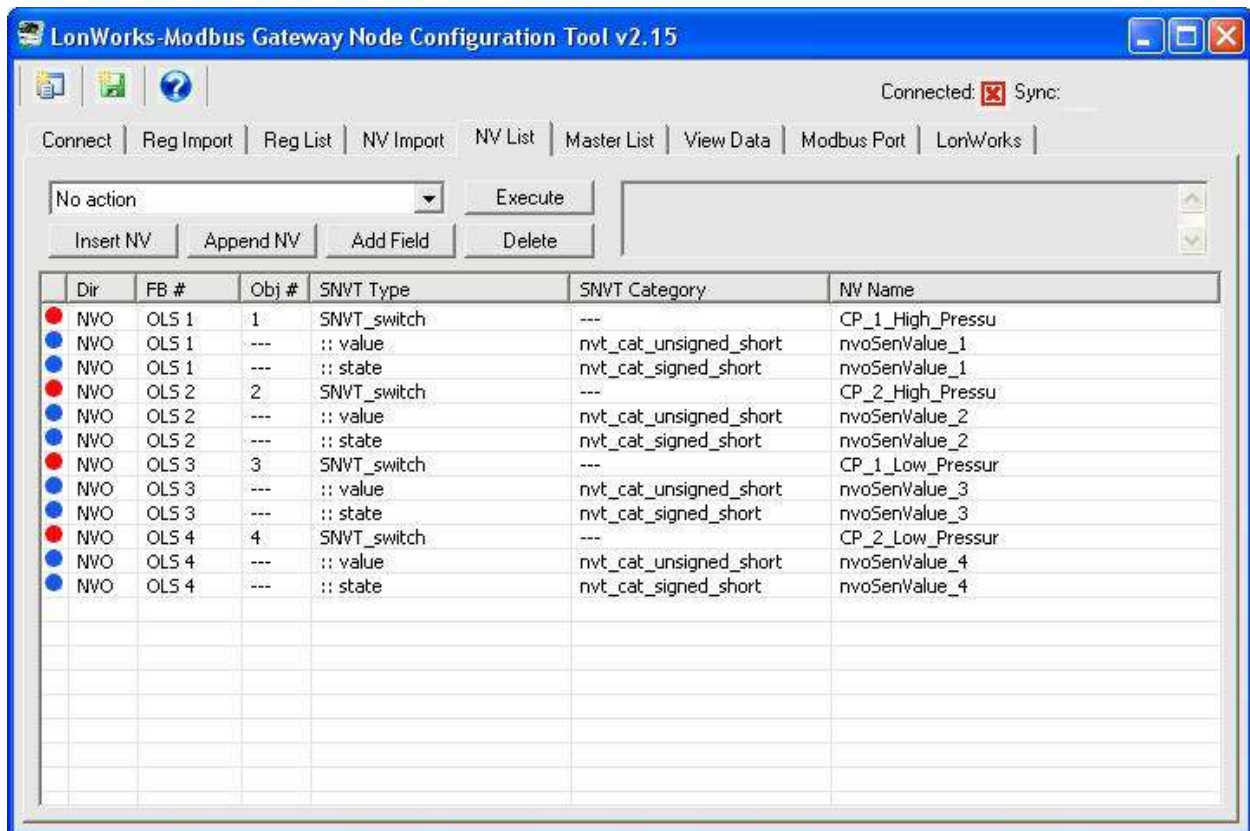 LonWorks-Modbus Gateway Node Configuration Tool v2.15
Connected: Sync:
Connect Reg Import Reg List NV Import NV List Master List View Data Modbus Port LonWorks
No action Execute
Insert NV Append NV Add Field Delete
Dir FB # Obj # SNVT Type SNVT Category NV Name
NVO OLS 1 1 SNVT_switch --- CP_1_High_Pressu
NVO OLS 1 --- :: value nvt_cat_unsigned_short nvoSenValue_1
NVO OLS 1 --- :: state nvt_cat_signed_short nvoSenValue_1
NVO OLS 2 2 SNVT_switch --- CP_2_High_Pressu
NVO OLS 2 --- :: value nvt_cat_unsigned_short nvoSenValue_2
NVO OLS 2 --- :: state nvt_cat_signed_short nvoSenValue_2
NVO OLS 3 3 SNVT_switch --- CP_1_Low_Pressur
NVO OLS 3 --- :: value nvt_cat_unsigned_short nvoSenValue_3
NVO OLS 3 --- :: state nvt_cat_signed_short nvoSenValue_3
NVO OLS 4 4 SNVT_switch --- CP_2_Low_Pressur
NVO OLS 4 --- :: value nvt_cat_unsigned_short nvoSenValue_4
NVO OLS 4 --- :: state nvt_cat_signed_short nvoSenValue_4